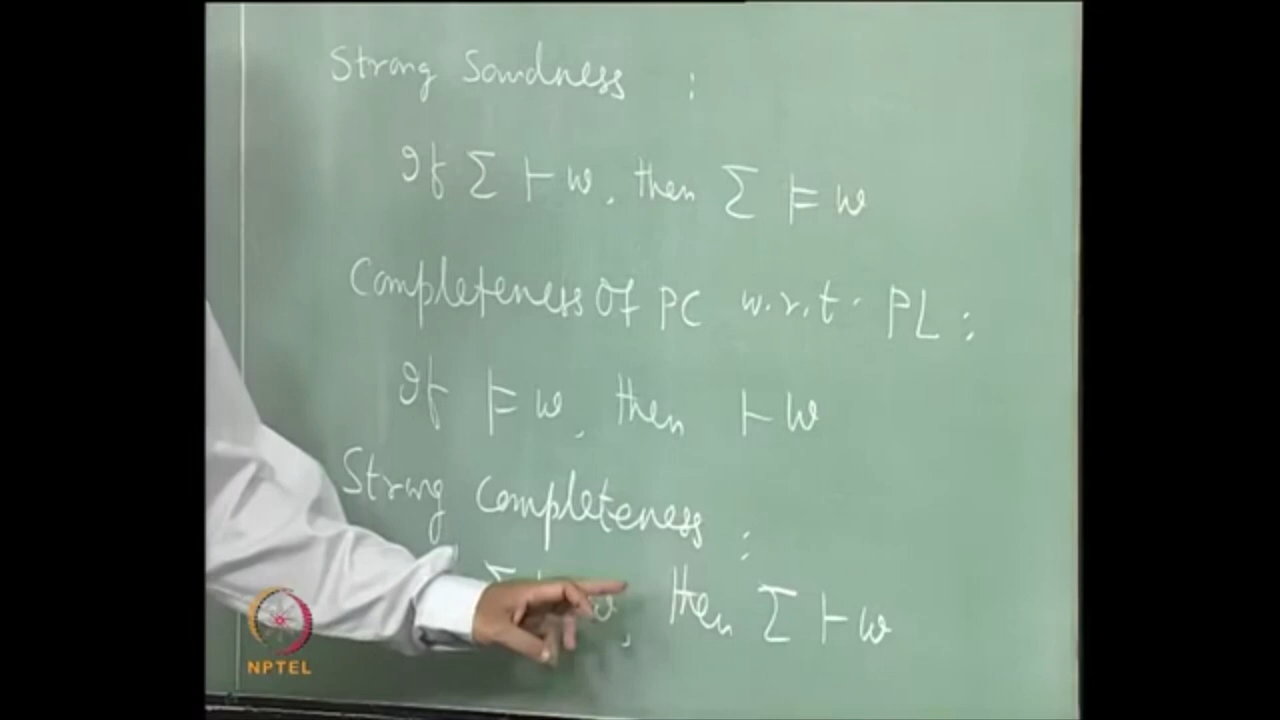 Strong Soundness :
If Σ ⊢ w, then Σ ⊨ w
Completeness Of PC w.r.t. PL :
If ⊨ w, then ⊢ w
Strong completeness :
Σ w, then Σ ⊢ w
NPTEL